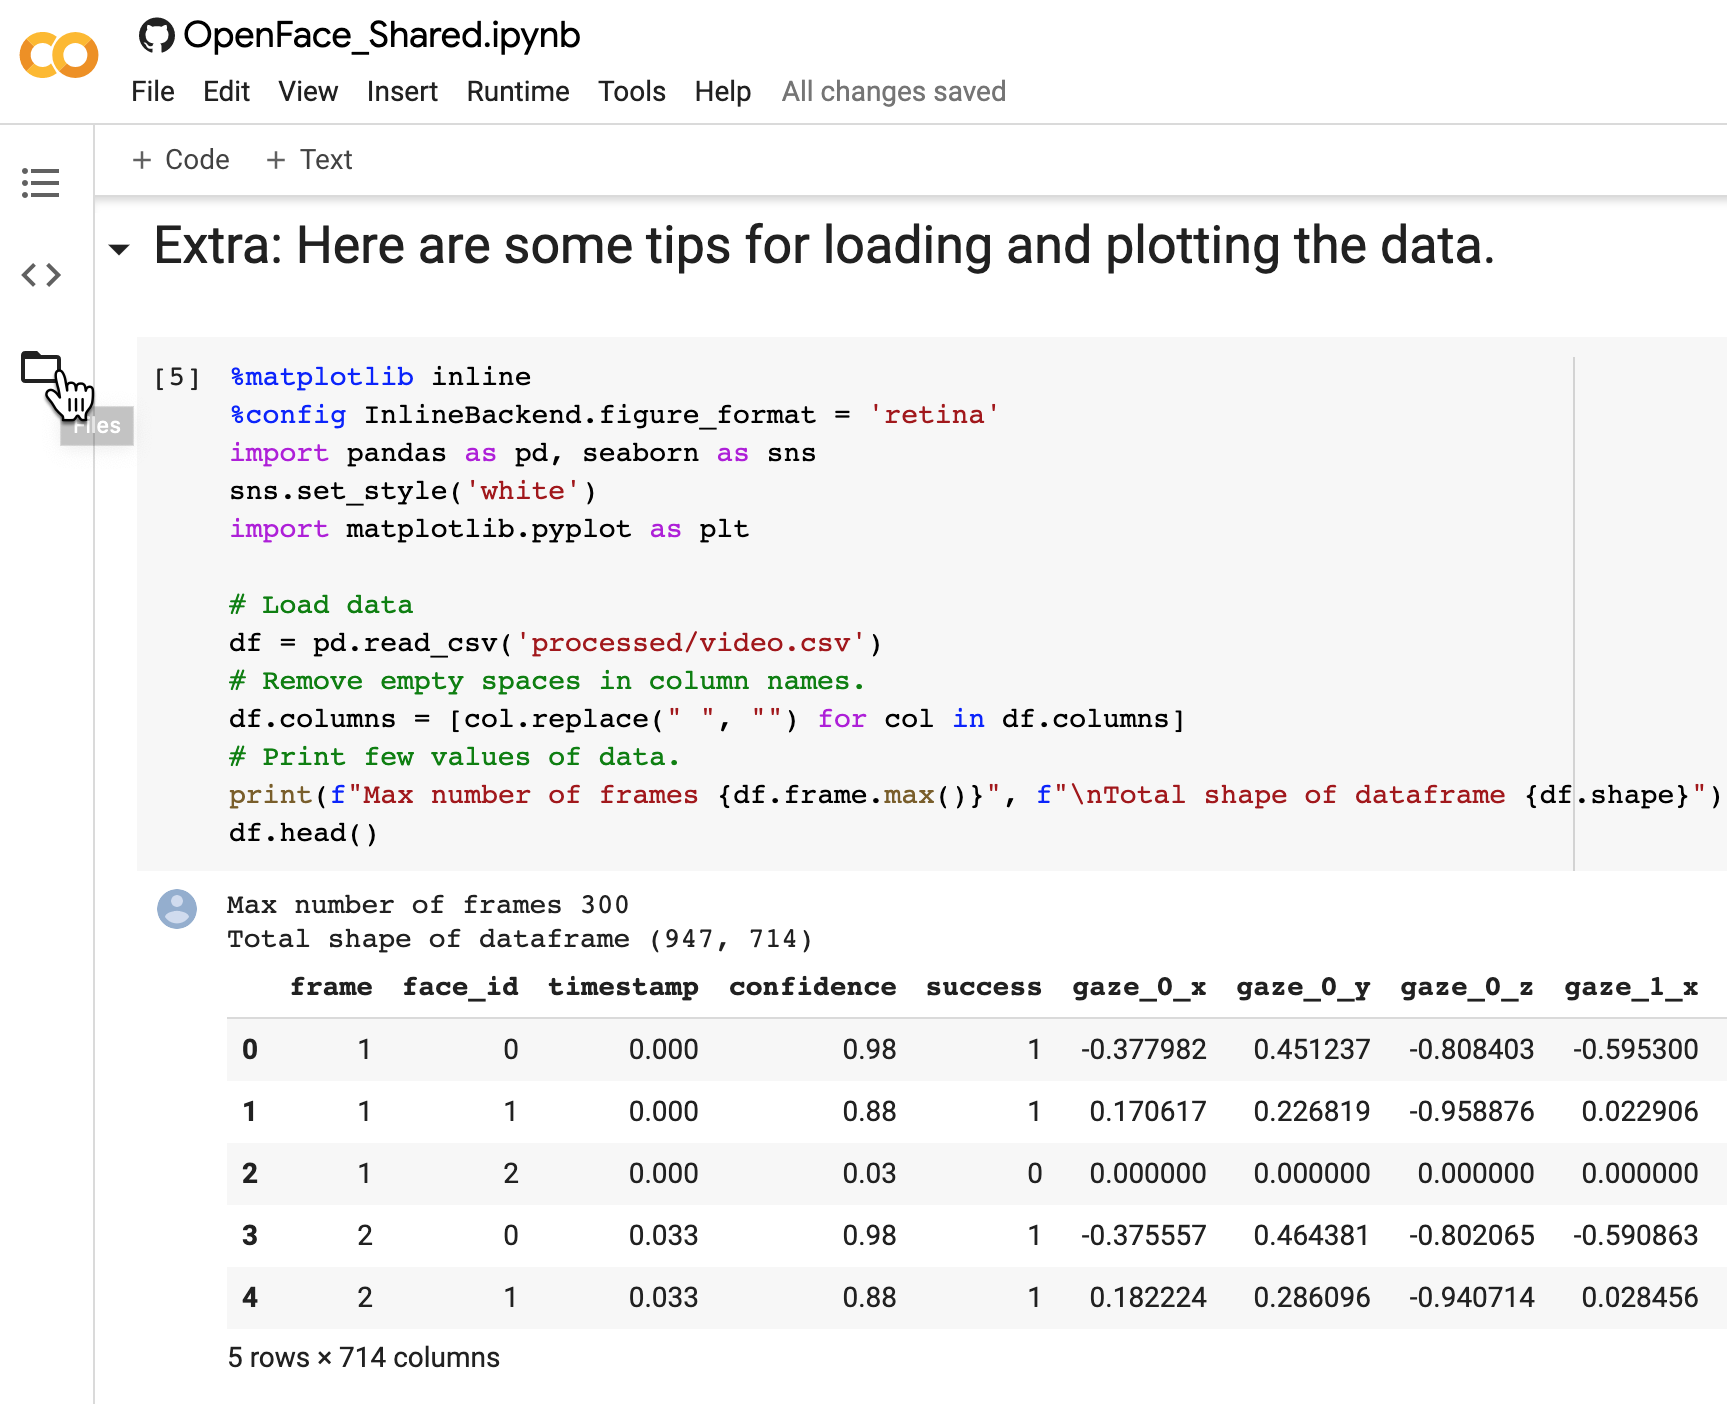 OpenFace_Shared.ipynb
File Edit View Insert Runtime Tools Help All changes saved
+ Code + Text
Extra: Here are some tips for loading and plotting the data.
[5] %matplotlib inline
%config InlineBackend.figure_format = 'retina'
import pandas as pd, seaborn as sns
sns.set_style('white')
import matplotlib.pyplot as plt
# Load data
df = pd.read_csv('processed/video.csv')
# Remove empty spaces in column names.
df.columns = [col.replace(" ", "") for col in df.columns]
# Print few values of data.
print(f"Max number of frames {df.frame.max()}", f"\nTotal shape of dataframe {df.shape}")
df.head()
Files
Max number of frames 300
Total shape of dataframe (947, 714)
frame face_id timestamp confidence success gaze_0_x gaze_0_y gaze_0_z gaze_1_x
0 1 0 0.000 0.98 1 -0.377982 0.451237 -0.808403 -0.595300
1 1 1 0.000 0.88 1 0.170617 0.226819 -0.958876 0.022906
2 1 2 0.000 0.03 0 0.000000 0.000000 0.000000 0.000000
3 2 0 0.033 0.98 1 -0.375557 0.464381 -0.802065 -0.590863
4 2 1 0.033 0.88 1 0.182224 0.286096 -0.940714 0.028456
5 rows × 714 columns